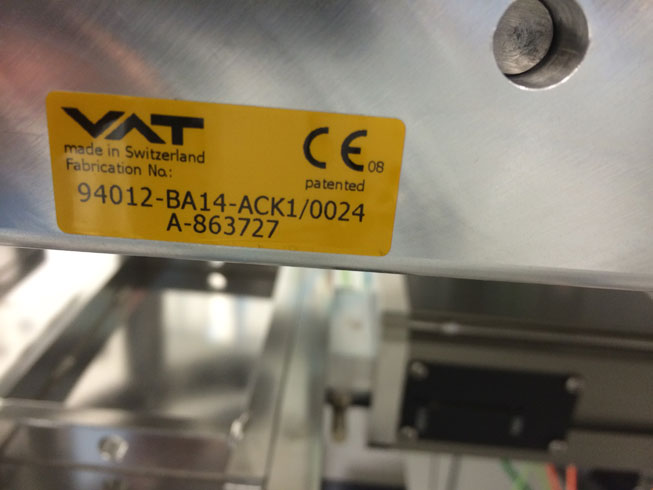 VAT
made in Switzerland
Fabrication No.:
CE 08
patented
94012-BA14-ACK1/0024
A-863727